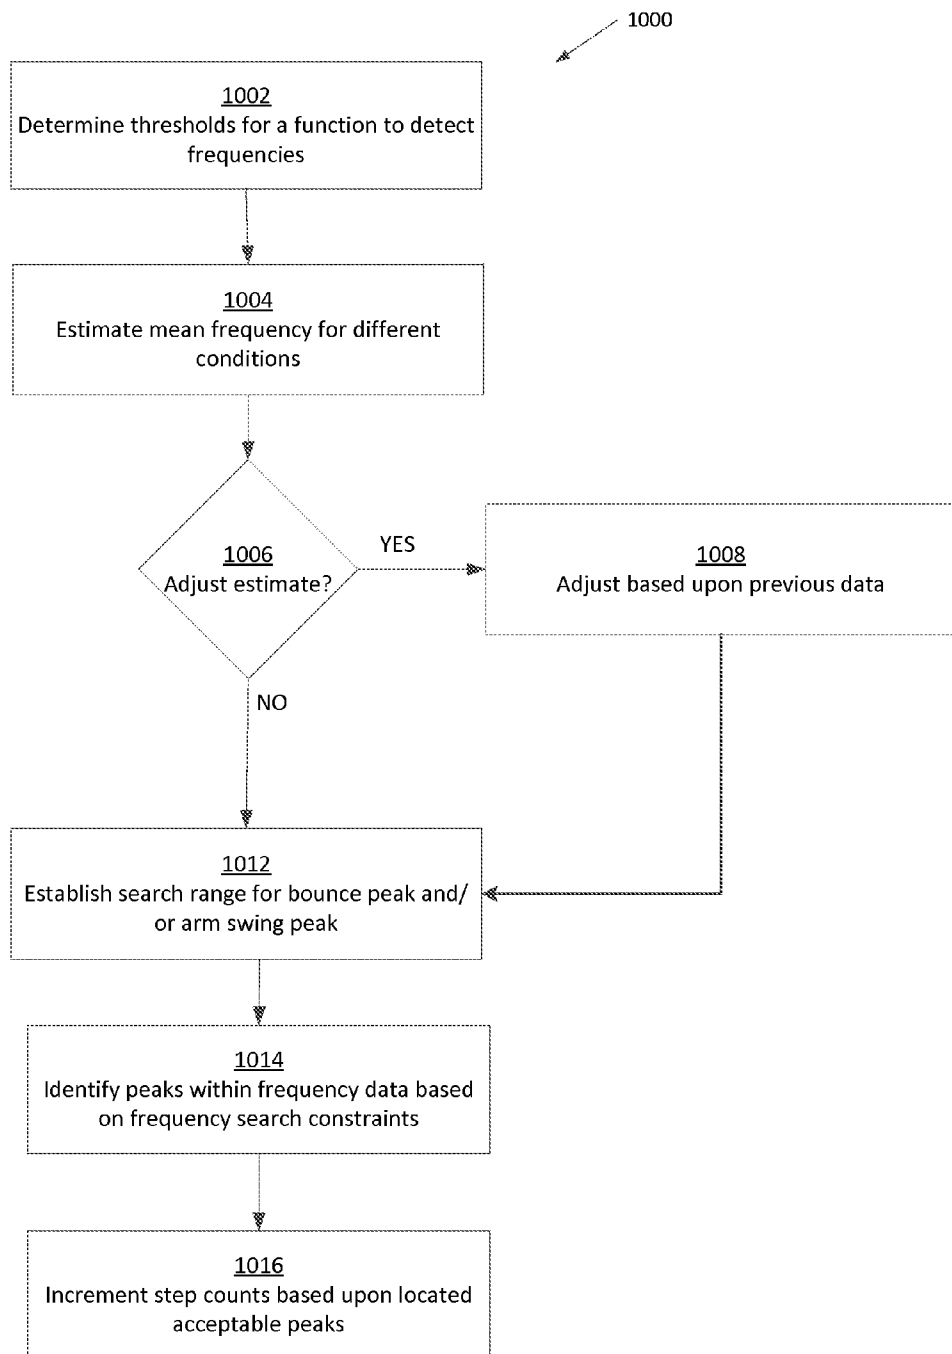 1000
1002
Determine thresholds for a function to detect
frequencies
1004
Estimate mean frequency for different
conditions
1006
Adjust estimate?
YES
1008
Adjust based upon previous data
NO
1012
Establish search range for bounce peak and/
or arm swing peak
1014
Identify peaks within frequency data based
on frequency search constraints
1016
Increment step counts based upon located
acceptable peaks